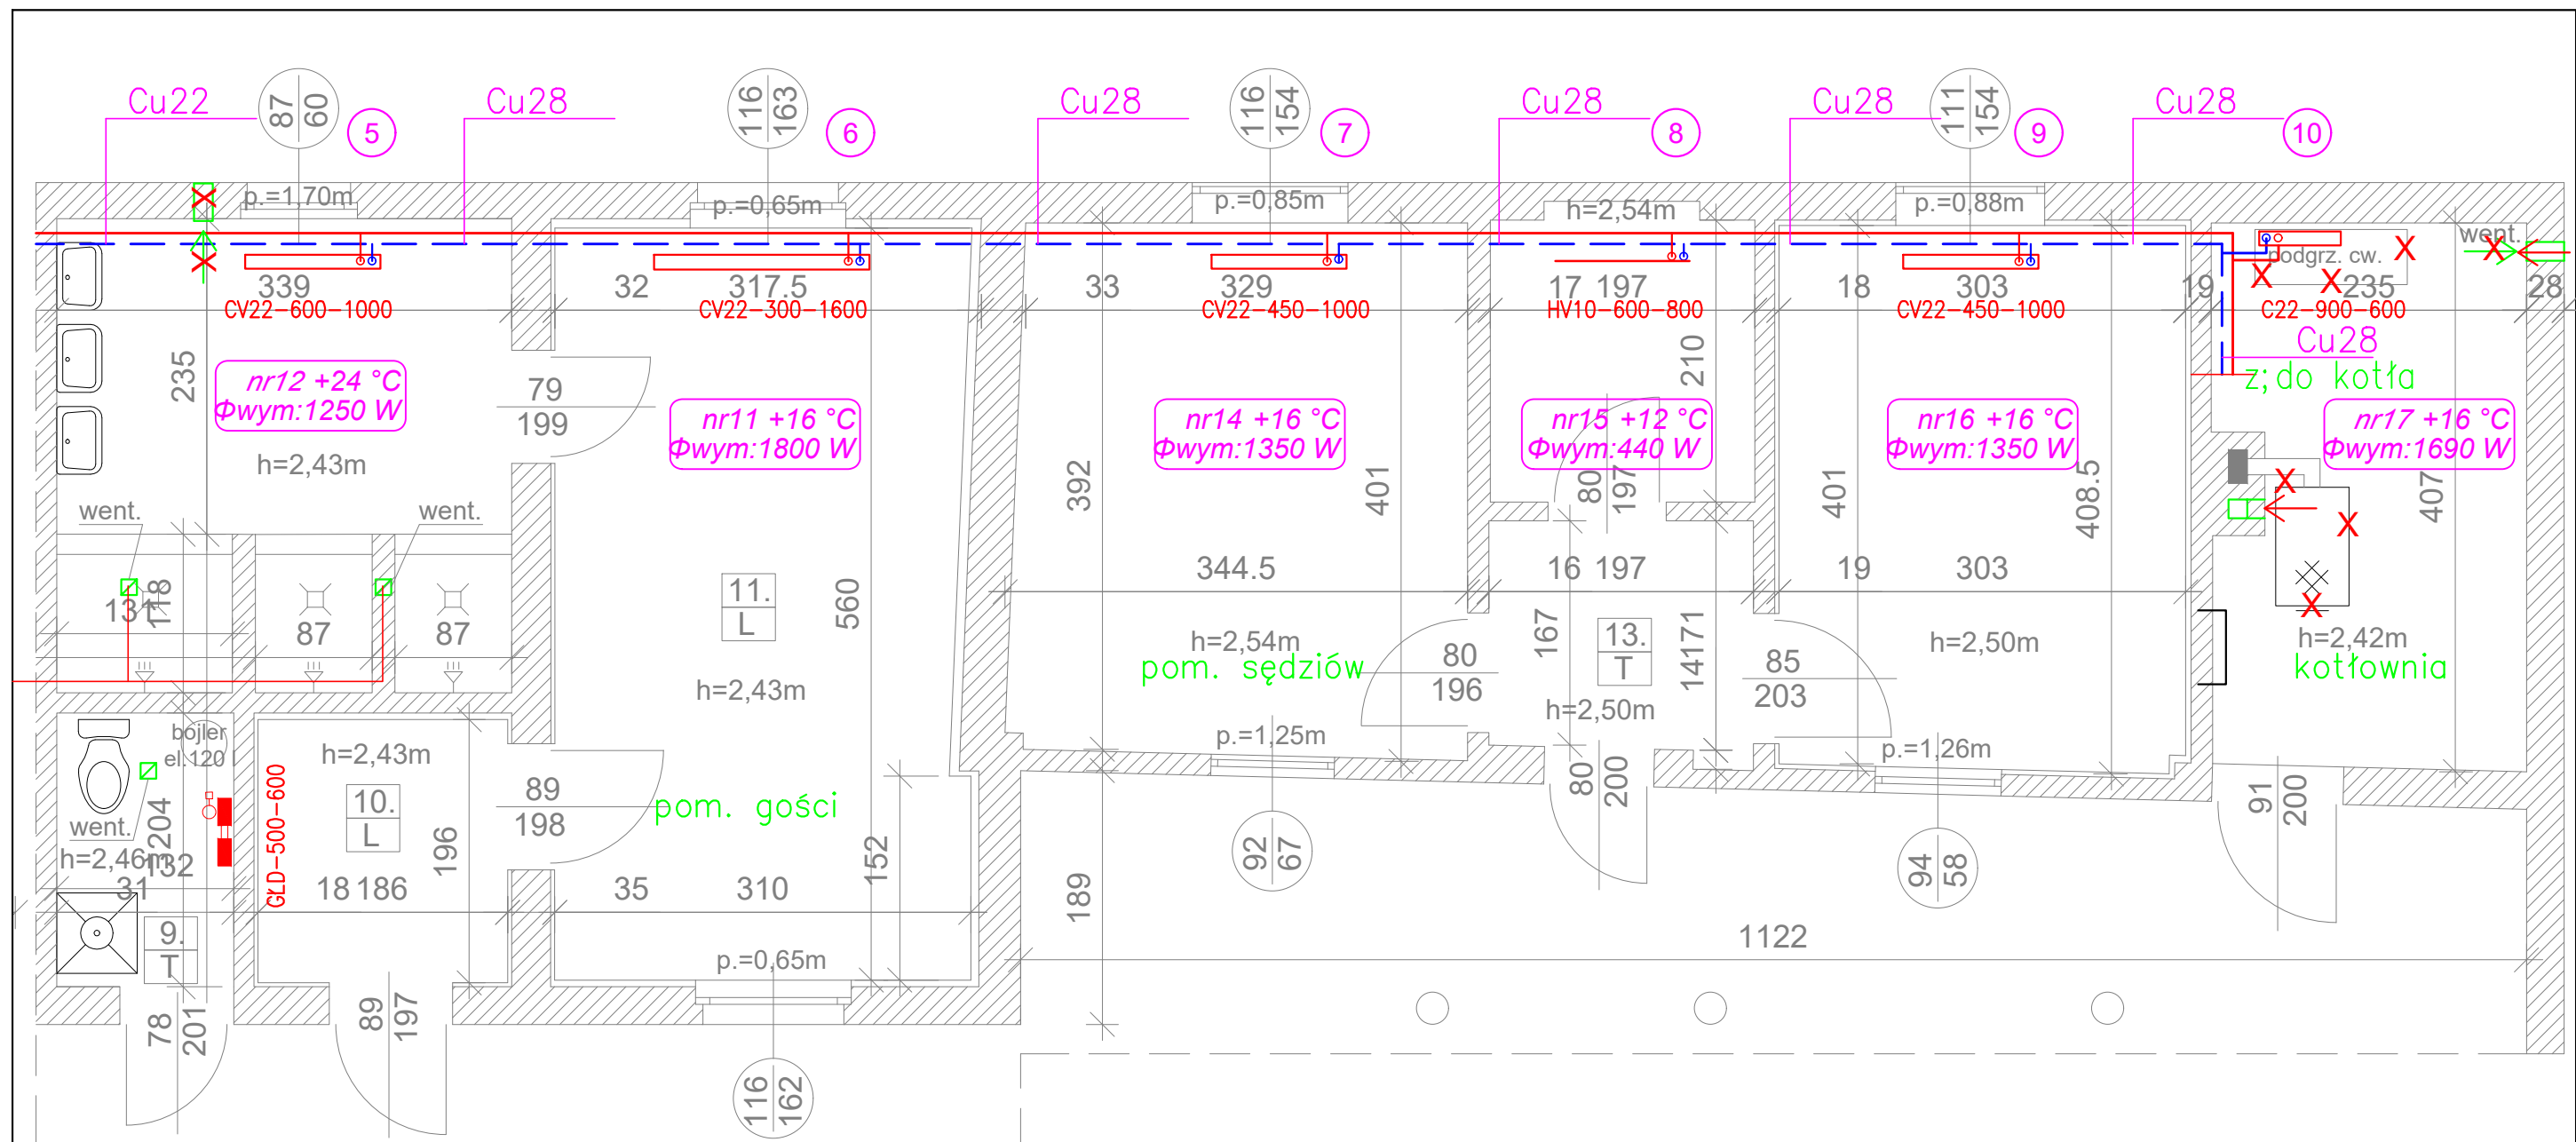 Cu22
87
60
5
Cu28
116
163
6
Cu28
116
154
7
Cu28
8
Cu28
111
154
9
Cu28
10
p.=1,70m
p.=0,65m
p.=0,85m
h=2,54m
p.=0,88m
went.
podgrz. cw.
339
32
317.5
33
329
17
197
18
303
19
235
28
CV22-600-1000
CV22-300-1600
CV22-450-1000
HV10-600-800
CV22-450-1000
C22-900-600
Cu28
z;do kotła
235
nr12 +24 °C
Φwym:1250 W
79
199
nr11 +16 °C
Φwym:1800 W
nr14 +16 °C
Φwym:1350 W
210
nr15 +12 °C
Φwym:440 W
nr16 +16 °C
Φwym:1350 W
nr17 +16 °C
Φwym:1690 W
h=2,43m
392
401
80
197
401
408.5
407
went.
went.
131
118
87
87
11.
L
560
344.5
16
197
19
303
h=2,43m
h=2,54m
pom. sędziów
80
196
167
13.
T
14171
h=2,50m
85
203
h=2,50m
h=2,42m
kotłownia
bojler
el.120 l
h=2,43m
p.=1,25m
p.=1,26m
went.
204
h=2,46m
132
31
GŁD-500-600
10.
L
196
18
186
89
198
pom. gości
35
310
152
189
92
67
80
200
94
58
91
200
9.
T
p.=0,65m
1122
78
201
89
197
116
162